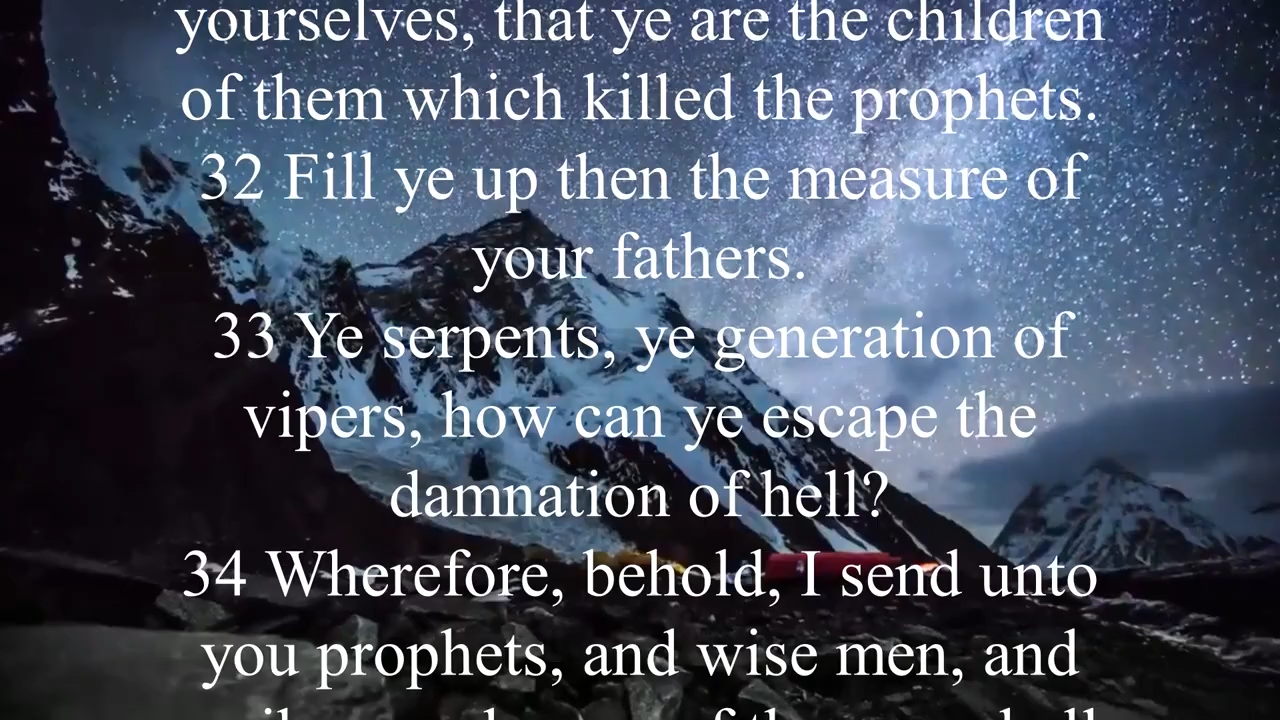 yourselves, that ye are the children
of them which killed the prophets.
32 Fill ye up then the measure of
your fathers.
33 Ye serpents, ye generation of
vipers, how can ye escape the
damnation of hell?
34 Wherefore, behold, I send unto
you prophets, and wise men, and